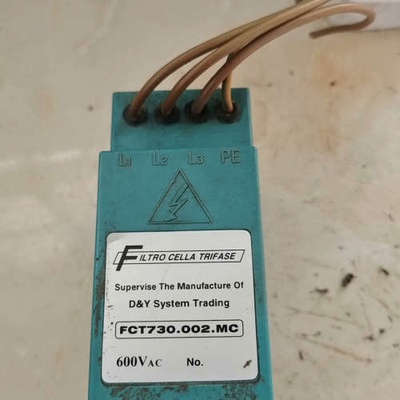 L1 L2 L3 PE
FILTRO CELLA TRIFASE
Supervise The Manufacture Of
D&Y System Trading
FCT730.002.MC
600VAC No.